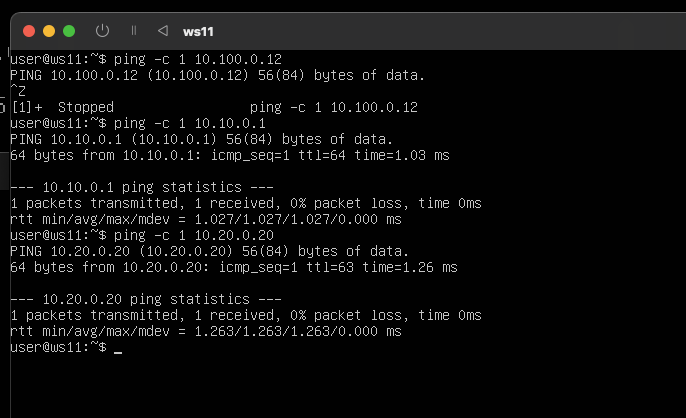 ws11
user@ws11:~$ ping -c 1 10.100.0.12
PING 10.100.0.12 (10.100.0.12) 56(84) bytes of data.
^Z
[1]+  Stopped                 ping -c 1 10.100.0.12
user@ws11:~$ ping -c 1 10.10.0.1
PING 10.10.0.1 (10.10.0.1) 56(84) bytes of data.
64 bytes from 10.10.0.1: icmp_seq=1 ttl=64 time=1.03 ms
--- 10.10.0.1 ping statistics ---
1 packets transmitted, 1 received, 0% packet loss, time 0ms
rtt min/avg/max/mdev = 1.027/1.027/1.027/0.000 ms
user@ws11:~$ ping -c 1 10.20.0.20
PING 10.20.0.20 (10.20.0.20) 56(84) bytes of data.
64 bytes from 10.20.0.20: icmp_seq=1 ttl=63 time=1.26 ms
--- 10.20.0.20 ping statistics ---
1 packets transmitted, 1 received, 0% packet loss, time 0ms
rtt min/avg/max/mdev = 1.263/1.263/1.263/0.000 ms
user@ws11:~$ _